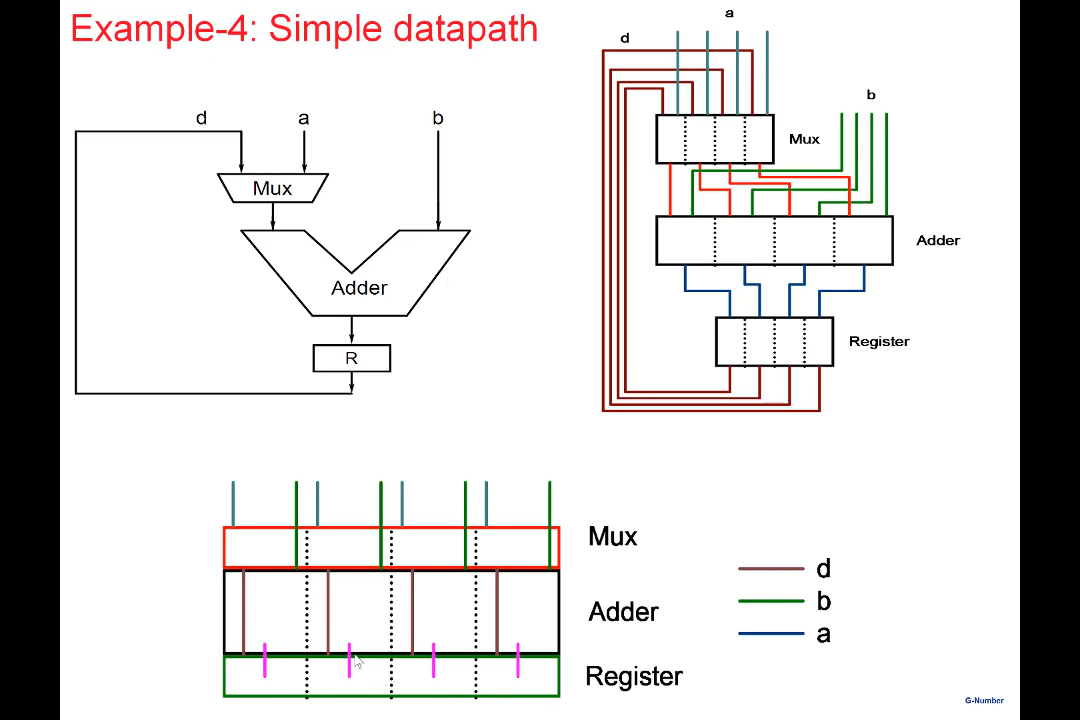 Example-4: Simple datapath
d
a
b
Mux
Adder
R
a
d
b
Mux
Adder
Register
Mux
d
b
Adder
a
Register
G-Number